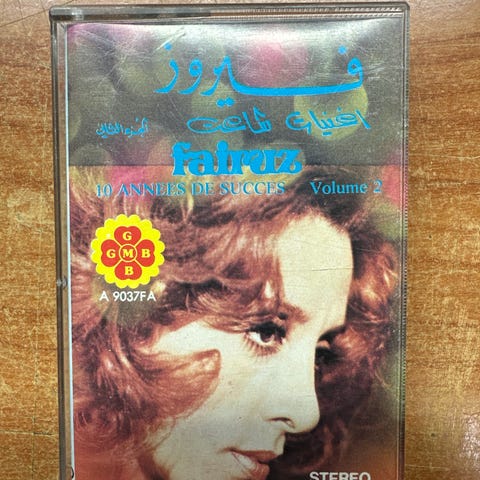 فيروز
اغنيات شاعت
الجزء الثاني
fairuz
10 ANNEES DE SUCCES Volume 2
G
G M B
B
A 9037FA
STEREO